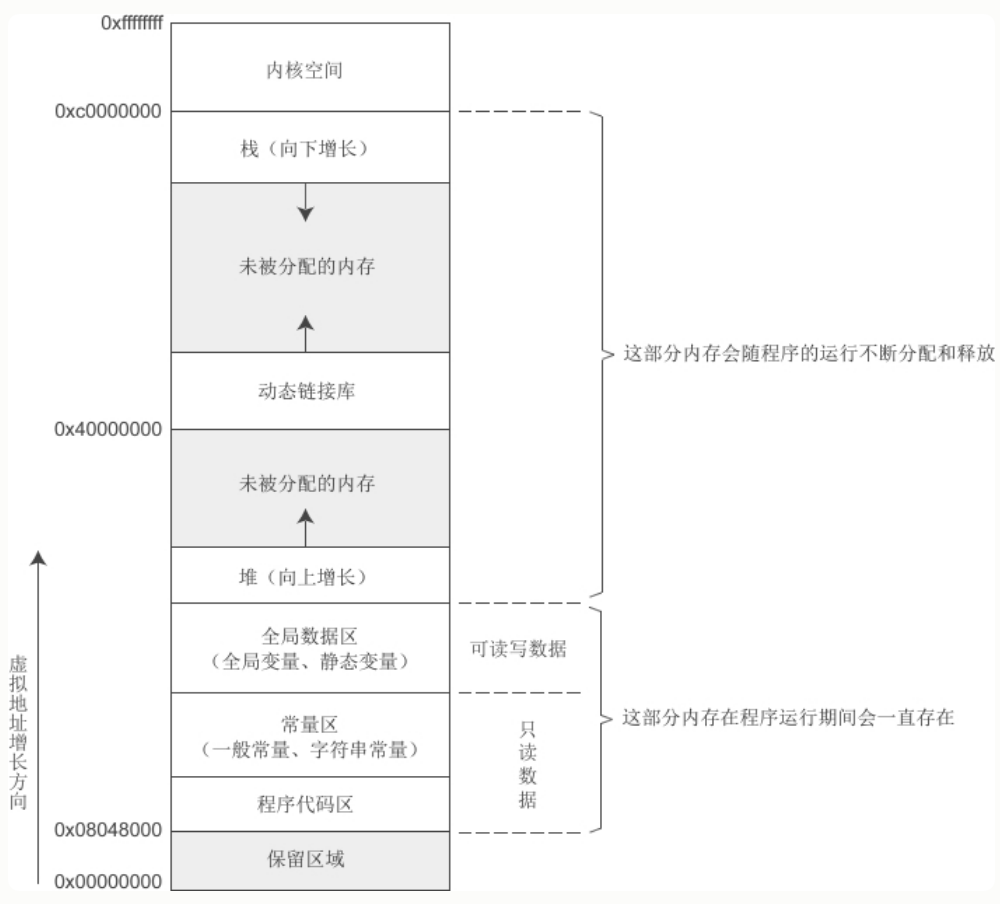 0xffffffff
内核空间
0xc0000000
栈（向下增长）
未被分配的内存
这部分内存会随程序的运行不断分配和释放
动态链接库
0x40000000
未被分配的内存
堆（向上增长）
全局数据区
（全局变量、静态变量）
可读写数据
常量区
（一般常量、字符串常量）
只读数据
这部分内存在程序运行期间会一直存在
虚拟地址增长方向
程序代码区
0x08048000
保留区域
0x00000000